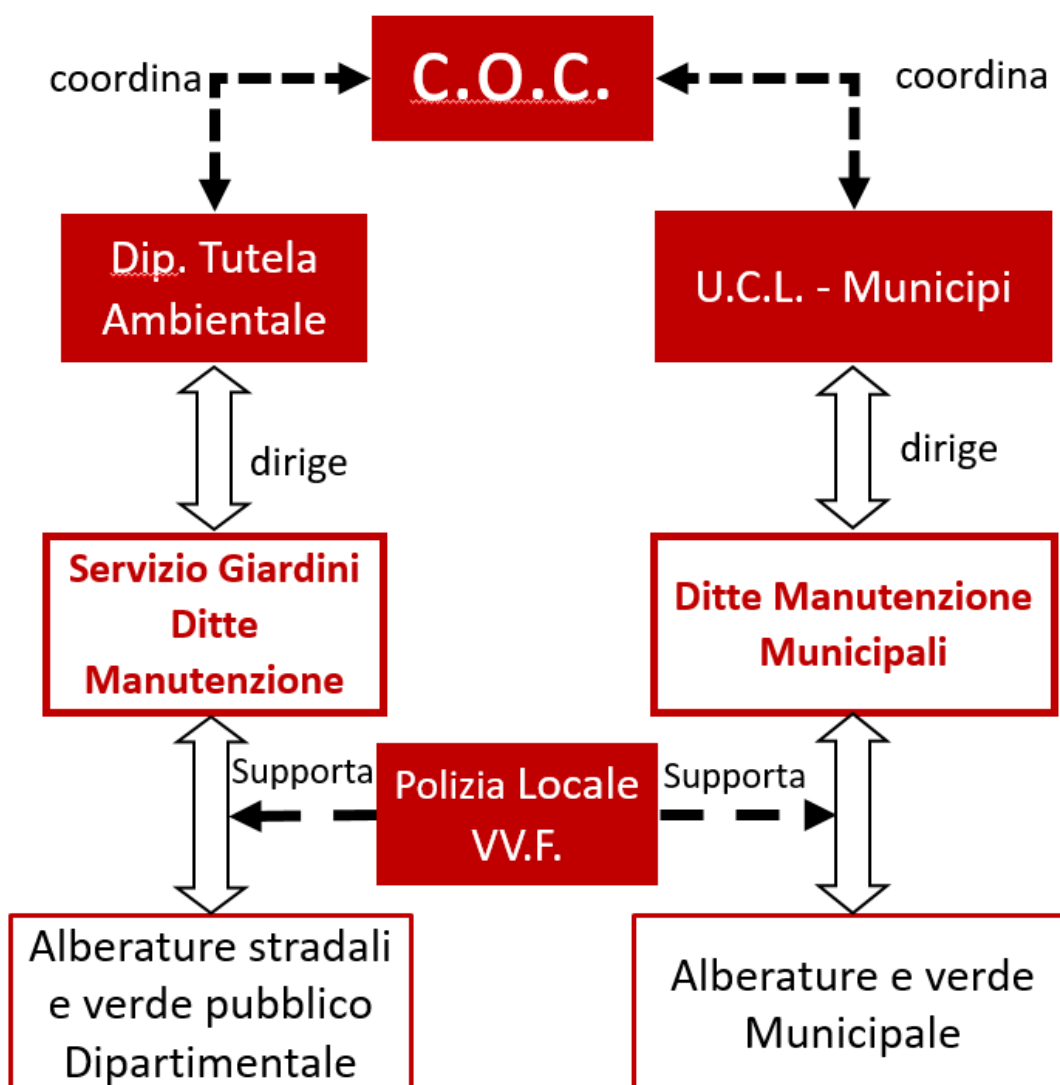 coordina
C.O.C.
coordina
Dip. Tutela
Ambientale
U.C.L. - Municipi
dirige
dirige
Servizio Giardini
Ditte
Manutenzione
Ditte Manutenzione
Municipali
Supporta
Polizia Locale
VV.F.
Supporta
Alberature stradali
e verde pubblico
Dipartimentale
Alberature e verde
Municipale